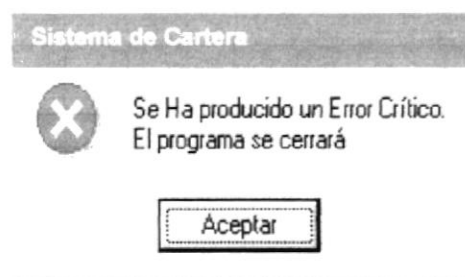 Sistema de Cartera
Se Ha producido un Error Crítico.
El programa se cerrará
Aceptar